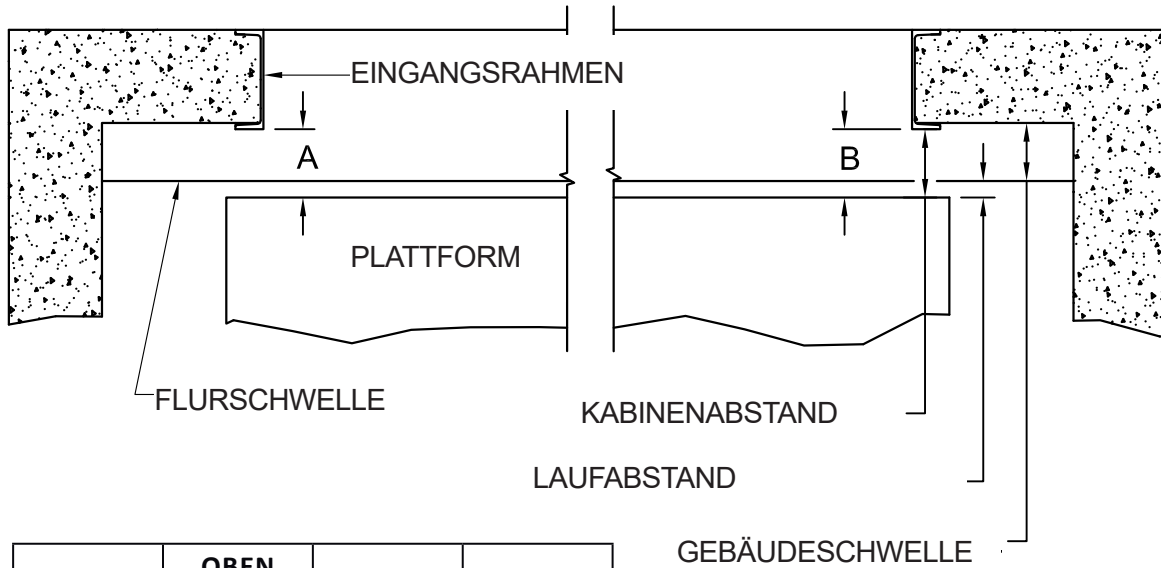 EINGANGSRAHMEN
A
B
PLATTFORM
FLURSCHWELLE
KABINENABSTAND
LAUFABSTAND
GEBÄUDESCHWELLE
OBEN